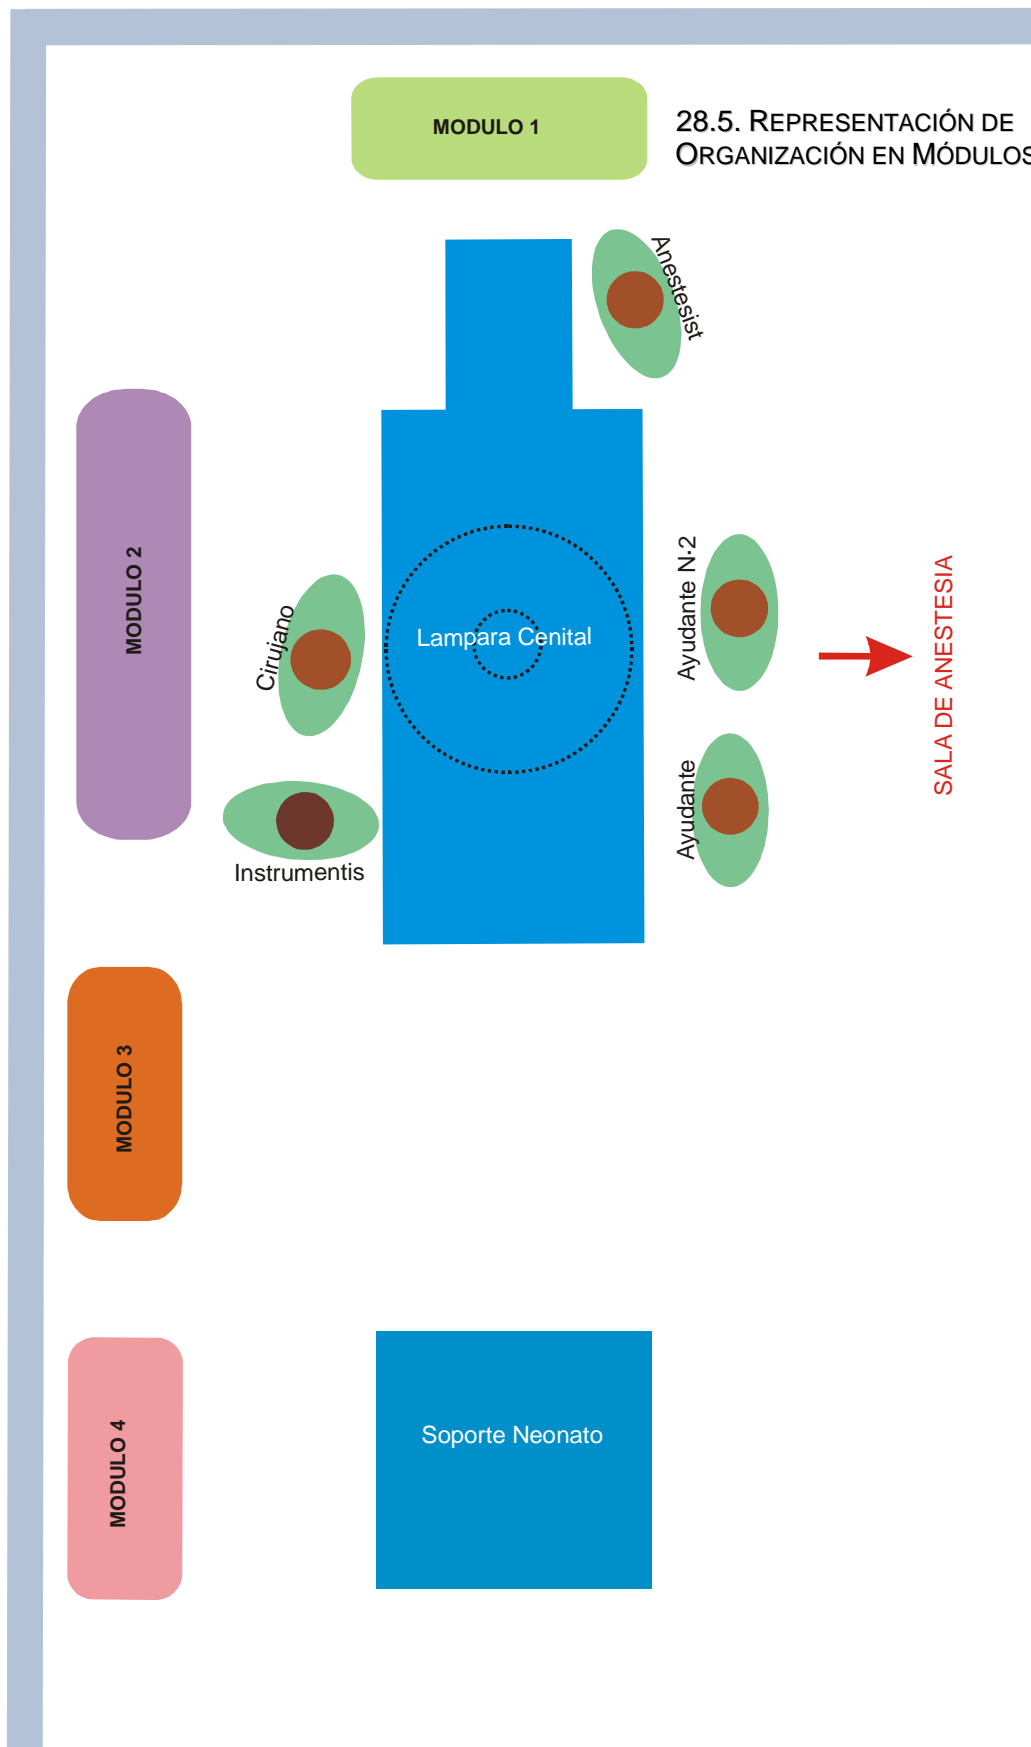 MODULO 1
28.5. REPRESENTACIÓN DE
ORGANIZACIÓN EN MÓDULOS
Anestesist
MODULO 2
Cirujano
Lampara Cenital
Ayudante N·2
SALA DE ANESTESIA
Ayudante
Instrumentis
MODULO 3
MODULO 4
Soporte Neonato